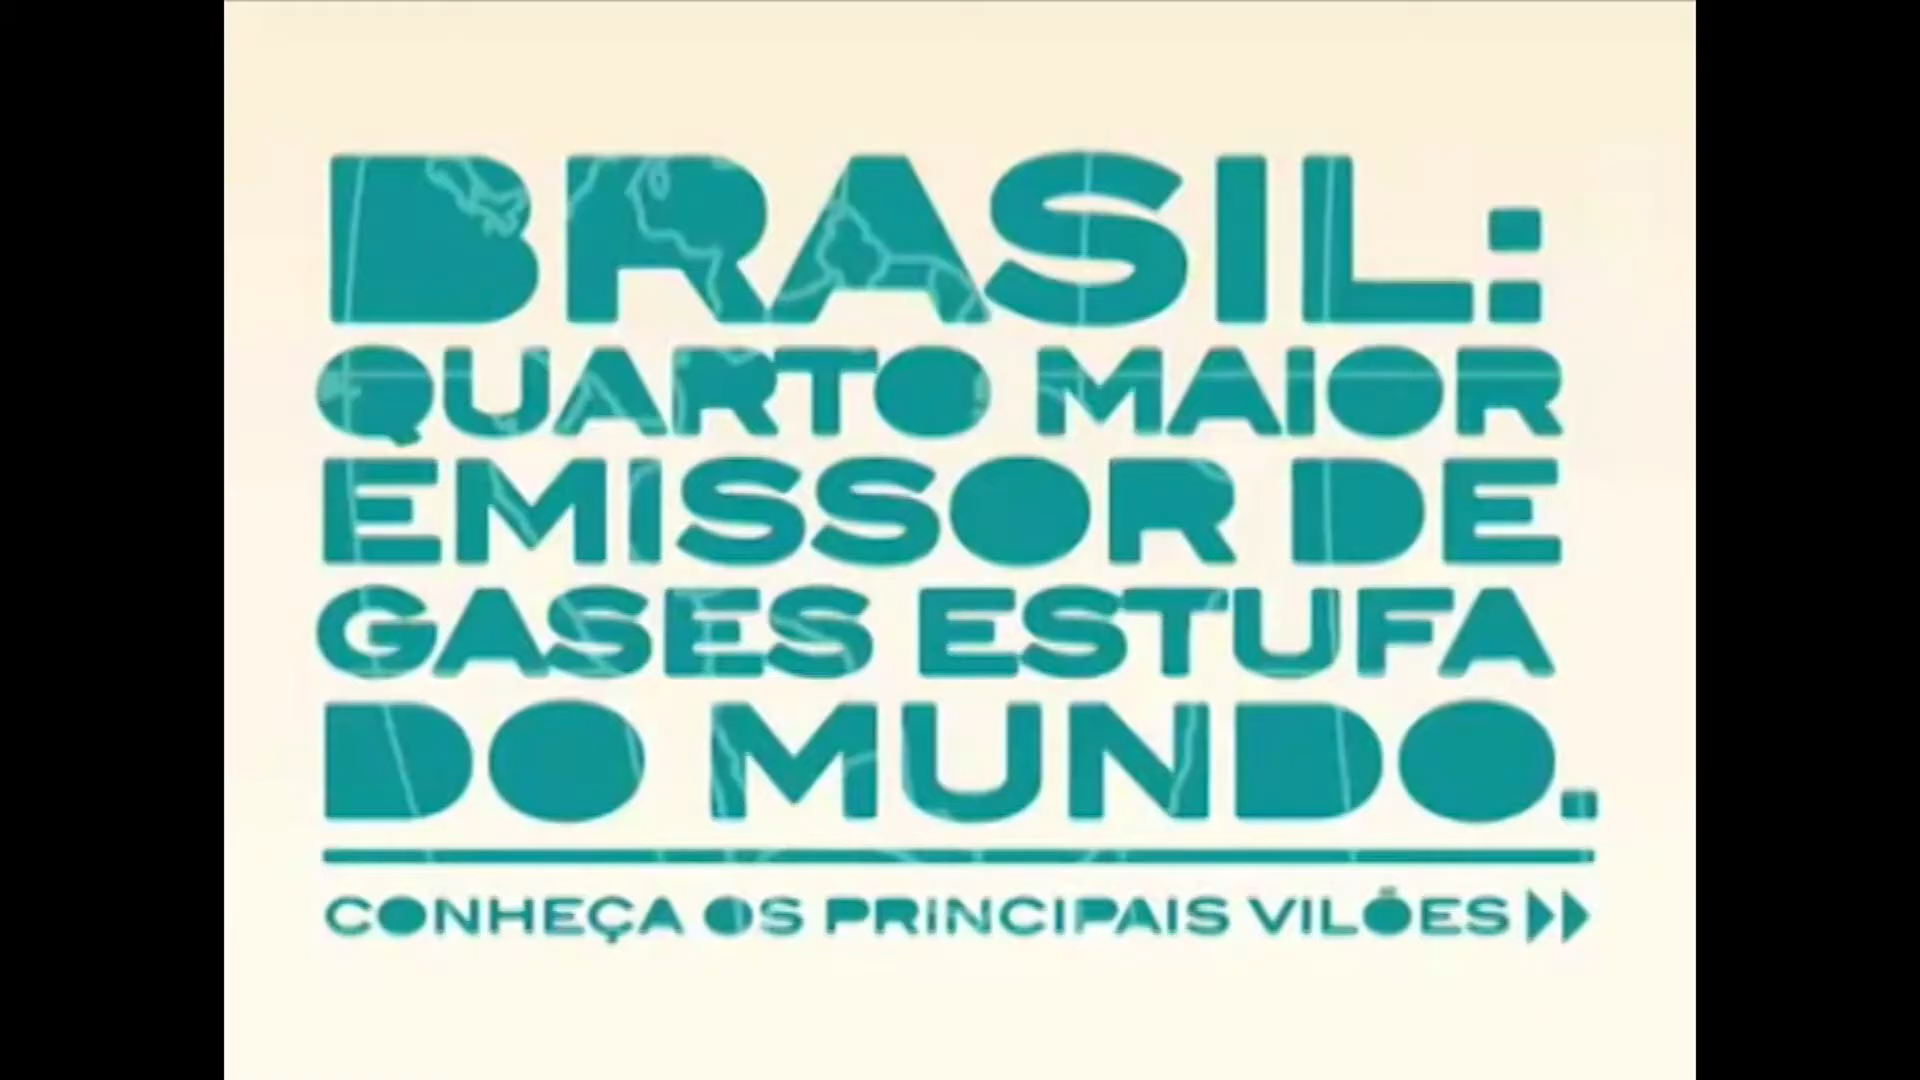 BRASIL:
QUARTO MAIOR
EMISSOR DE
GASES ESTUFA
DO MUNDO.
CONHEÇA OS PRINCIPAIS VILÕES